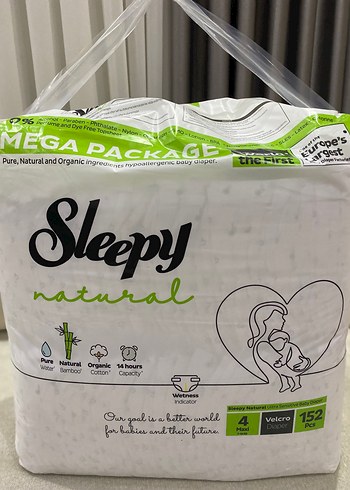 MEGA PACKAGE
Pure, Natural and Organic ingredients hypoallergenic baby diaper.
the First
Europe's
Largest
Sleepy
natural
Pure
Water
Natural
Bamboo
Organic
Cotton
14 hours
Capacity
Wetness
Indicator
Our goal is a better world
for babies and their future.
Sleepy Natural
4
Maxi
Velcro
Diaper
152
Pcs